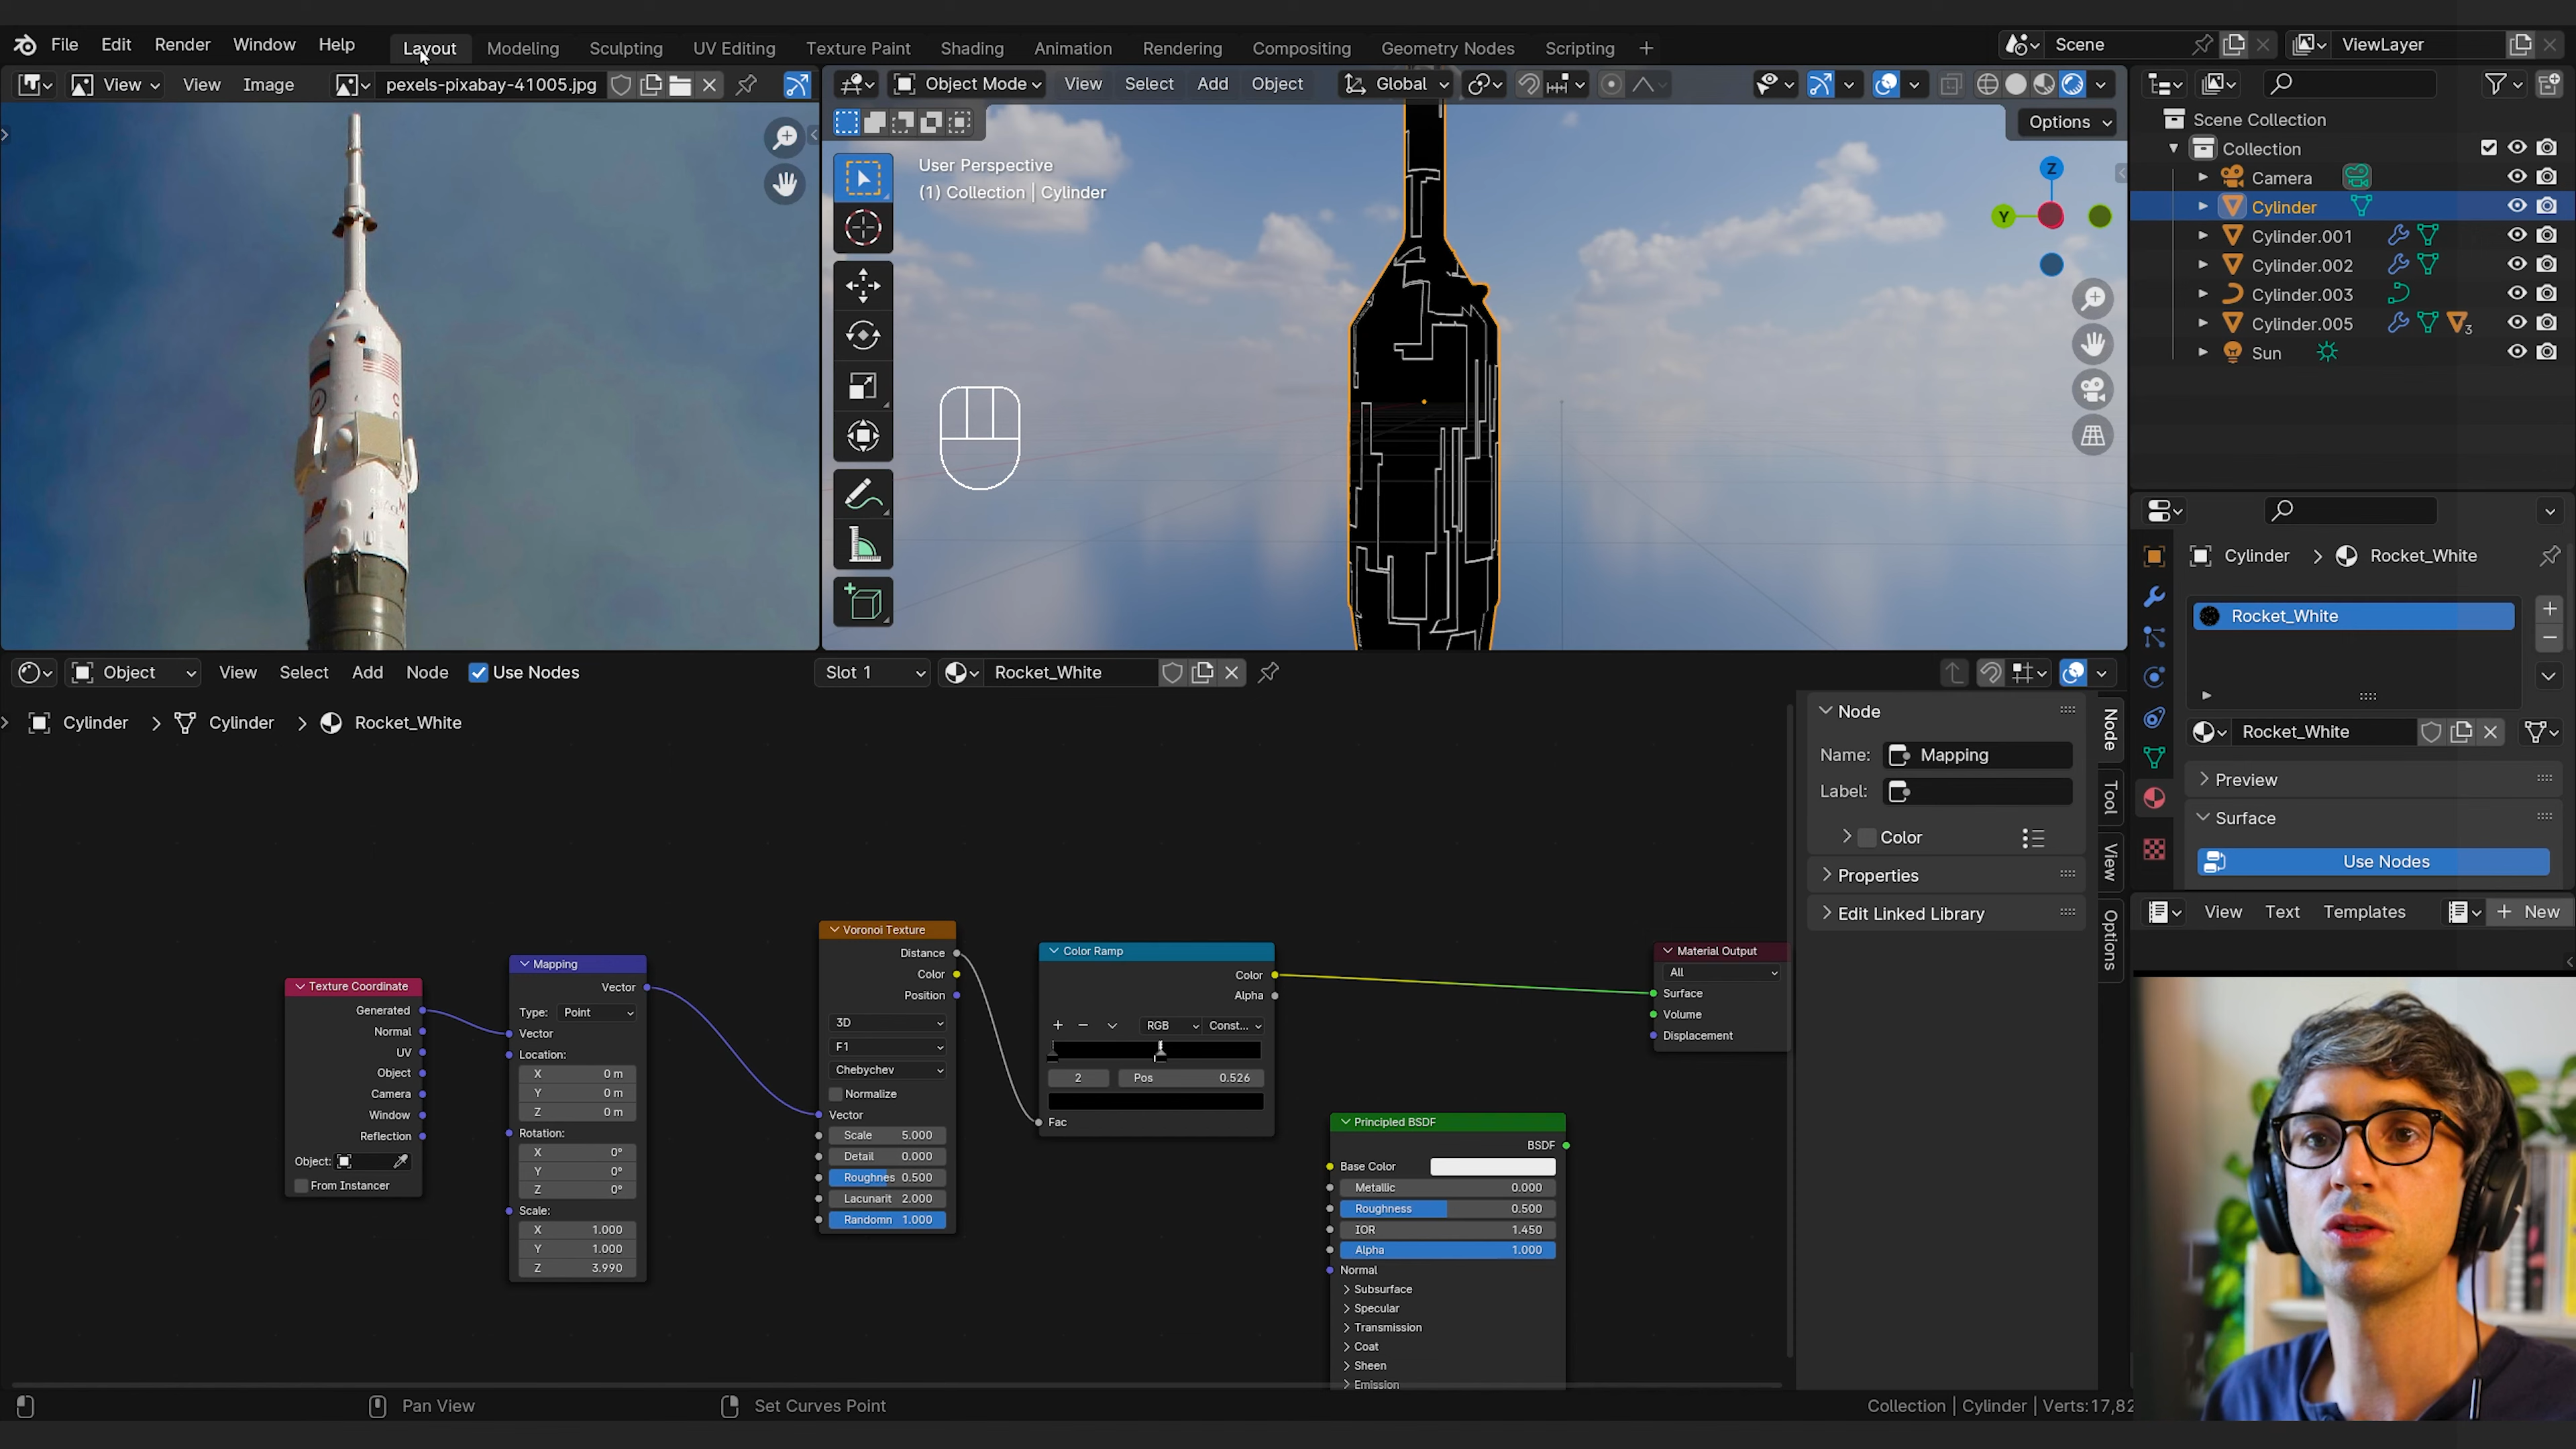 File Edit Render Window Help Layout Modeling Sculpting UV Editing Texture Paint Shading Animation Rendering Compositing Geometry Nodes Scripting + Scene ViewLayer
View View Image pexels-pixabay-41005.jpg Object Mode View Select Add Object Global
Options
User Perspective
(1) Collection | Cylinder
Z
Y
Scene Collection
Collection
Camera
Cylinder
Cylinder.001
Cylinder.002
Cylinder.003
Cylinder.005 3
Sun
Cylinder > Rocket_White
Rocket_White
Rocket_White
Preview
Surface
Use Nodes
View Text Templates + New
Object View Select Add Node Use Nodes Slot 1 Rocket_White
Cylinder > Cylinder > Rocket_White
Texture Coordinate
Generated
Normal
UV
Object
Camera
Window
Reflection
Object:
From Instancer
Mapping
Vector
Type: Point
Vector
Location:
X 0 m
Y 0 m
Z 0 m
Rotation:
X 0°
Y 0°
Z 0°
Scale:
X 1.000
Y 1.000
Z 3.990
Voronoi Texture
Distance
Color
Position
3D
F1
Chebychev
Normalize
Vector
Scale 5.000
Detail 0.000
Roughnes 0.500
Lacunarit 2.000
Randomn 1.000
Color Ramp
Color
Alpha
+ − RGB Const...
2 Pos 0.526
Fac
Principled BSDF
BSDF
Base Color
Metallic 0.000
Roughness 0.500
IOR 1.450
Alpha 1.000
Normal
Subsurface
Specular
Transmission
Coat
Sheen
Emission
Material Output
All
Surface
Volume
Displacement
Node
Name: Mapping
Label:
Color
Properties
Edit Linked Library
Node
Tool
View
Options
Pan View Set Curves Point Collection | Cylinder | Verts:17,82